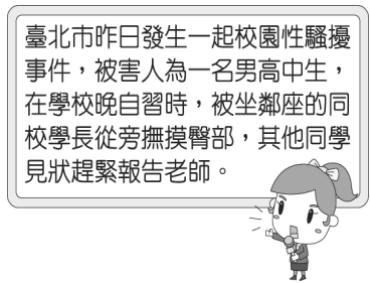 臺北市昨日發生一起校園性騷擾
事件，被害人為一名男高中生，
在學校晚自習時，被坐鄰座的同
校學長從旁撫摸臀部，其他同學
見狀趕緊報告老師。